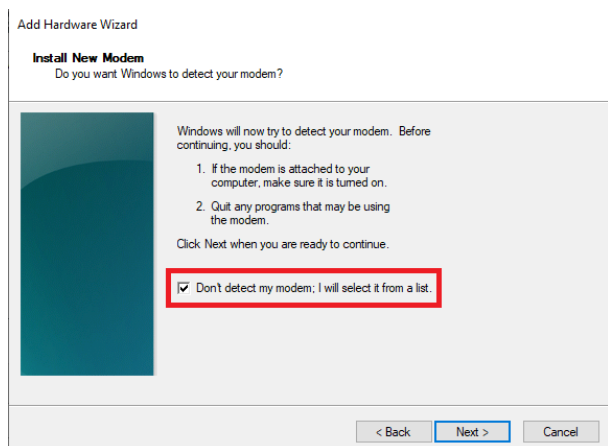 Add Hardware Wizard
Install New Modem
Do you want Windows to detect your modem?
Windows will now try to detect your modem. Before
continuing, you should:
1. If the modem is attached to your
computer, make sure it is turned on.
2. Quit any programs that may be using
the modem.
Click Next when you are ready to continue.
Don't detect my modem; I will select it from a list.
< Back Next > Cancel